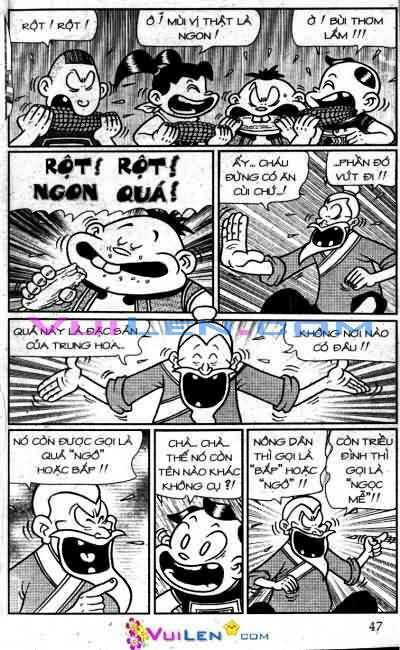 RỘT! RỘT!
Ồ! MÙI VỊ THẬT LÀ
NGON!
Ờ! BÙI THƠM
LẮM!!!
RỘT! RỘT!
NGON QUÁ!
ẤY... CHÁU
ĐỪNG CÓ ĂN
CÙI CHỨ...!
..PHẦN ĐÓ
VỨT ĐI!!
QUẢ NÀY LÀ ĐẶC SẢN
CỦA TRUNG HOA...
KHÔNG NƠI NÀO
CÓ ĐÂU!!
VUILEN.COM
NÓ CÒN ĐƯỢC GỌI LÀ
QUẢ "NGÔ"
HOẶC BẮP!!
CHÀ... CHÀ...
THẾ NÓ CÒN
TÊN NÀO KHÁC
KHÔNG CỤ?!
NÔNG DÂN
THÌ GỌI LÀ
"BẮP" HOẶC
"NGÔ"!!
CÒN TRIỀU
ĐÌNH THÌ
GỌI LÀ
"NGỌC
MỄ"!!
47
VUILEN.COM